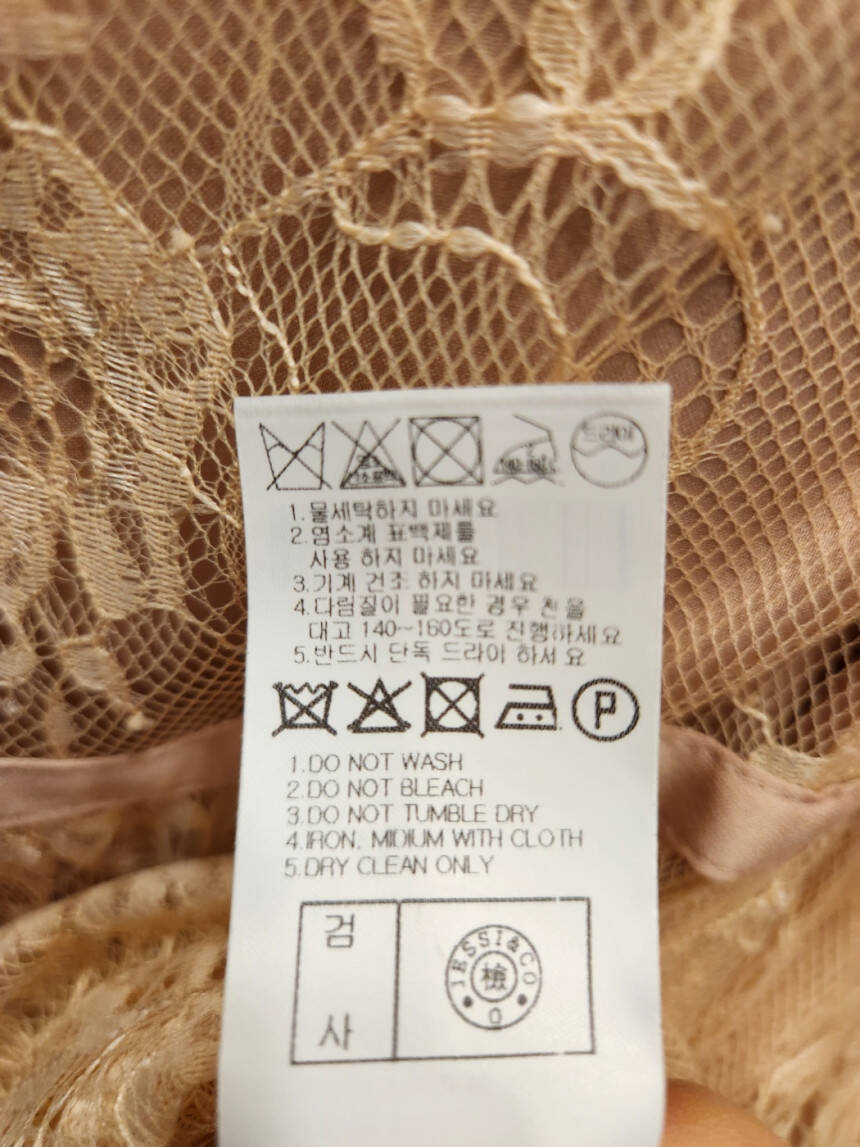 드라이
1.물세탁하지 마세요
2.염소계 표백제를
사용 하지 마세요
3.기계 건조 하지 마세요
4.다림질이 필요한 경우 천을
대고 140~160도로 진행하세요
5.반드시 단독 드라이 하세요
P
1.DO NOT WASH
2.DO NOT BLEACH
3.DO NOT TUMBLE DRY
4.IRON. MIDIUM WITH CLOTH
5.DRY CLEAN ONLY
검
사
JESSI&CO
檢
0